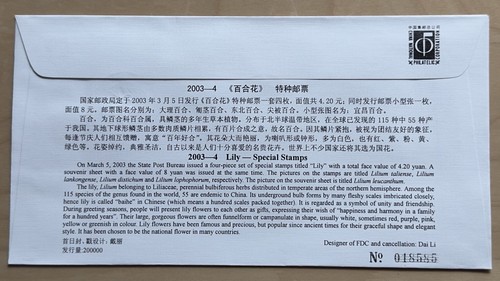 中国集邮总公司
CHINA NATIONAL
PHILATELIC
CORPORATION
2003—4 《百合花》 特种邮票
国家邮政局定于 2003 年 3 月 5 日发行《百合花》特种邮票一套四枚，面值共 4.20 元；同时发行邮票小型张一枚，
面值 8 元。邮票图名分别为：大理百合、匍茎百合、东北百合、尖被百合。小型张图名为：宜昌百合。
百合，为百合科百合属，具鳞茎的多年生草本植物，分布于北半球温带地区，在全球已发现的 115 种中 55 种产
于我国。其地下球形鳞茎由多数肉质鳞片相累，有百片合成之意，故名百合。因其鳞片紧抱，被视为团结友好的象征，
每逢节庆人们相互馈赠，寓意“百年好合”。其花朵大而艳丽，为喇叭形或钟形，多为白色，也有红、紫、粉、黄、
绿色等。花姿绰约，典雅圣洁，自古以来是人们十分喜爱的名贵花卉，世界上不少国家还将其选为国花。
2003—4 Lily — Special Stamps
On March 5, 2003 the State Post Bureau issued a four-piece set of special stamps titled "Lily" with a total face value of 4.20 yuan. A
souvenir sheet with a face value of 8 yuan was issued at the same time. The pictures on the stamps are titled Lilium taliense, Lilium
lankongense, Lilium distichum and Lilium lophophorum, respectively. The picture on the souvenir sheet is titled Lilium leucanthum.
The lily, Lilium belonging to Liliaceae, perennial bulbiferous herbs distributed in temperate areas of the northern hemisphere. Among the
115 species of the genus found in the world, 55 are endemic to China. Its underground bulb forms by many fleshy scales imbricated closely,
hence lily is called "baihe" in Chinese (which means a hundred scales packed together). It is regarded as a symbol of unity and friendship.
During greeting seasons, people will present lily flowers to each other as gifts, expressing their wish of "happiness and harmony in a family
for a hundred years". Their large, gorgeous flowers are often funnelform or campanulate in shape, usually white, sometimes red, purple, pink,
yellow or greenish in colour. Lily flowers have been famous and precious, but popular since ancient times for their graceful shape and elegant
style. It has been chosen to be the national flower in many countries.
首日封、戳设计：戴丽
Designer of FDC and cancellation: Dai Li
发行量：200000
№ 048585